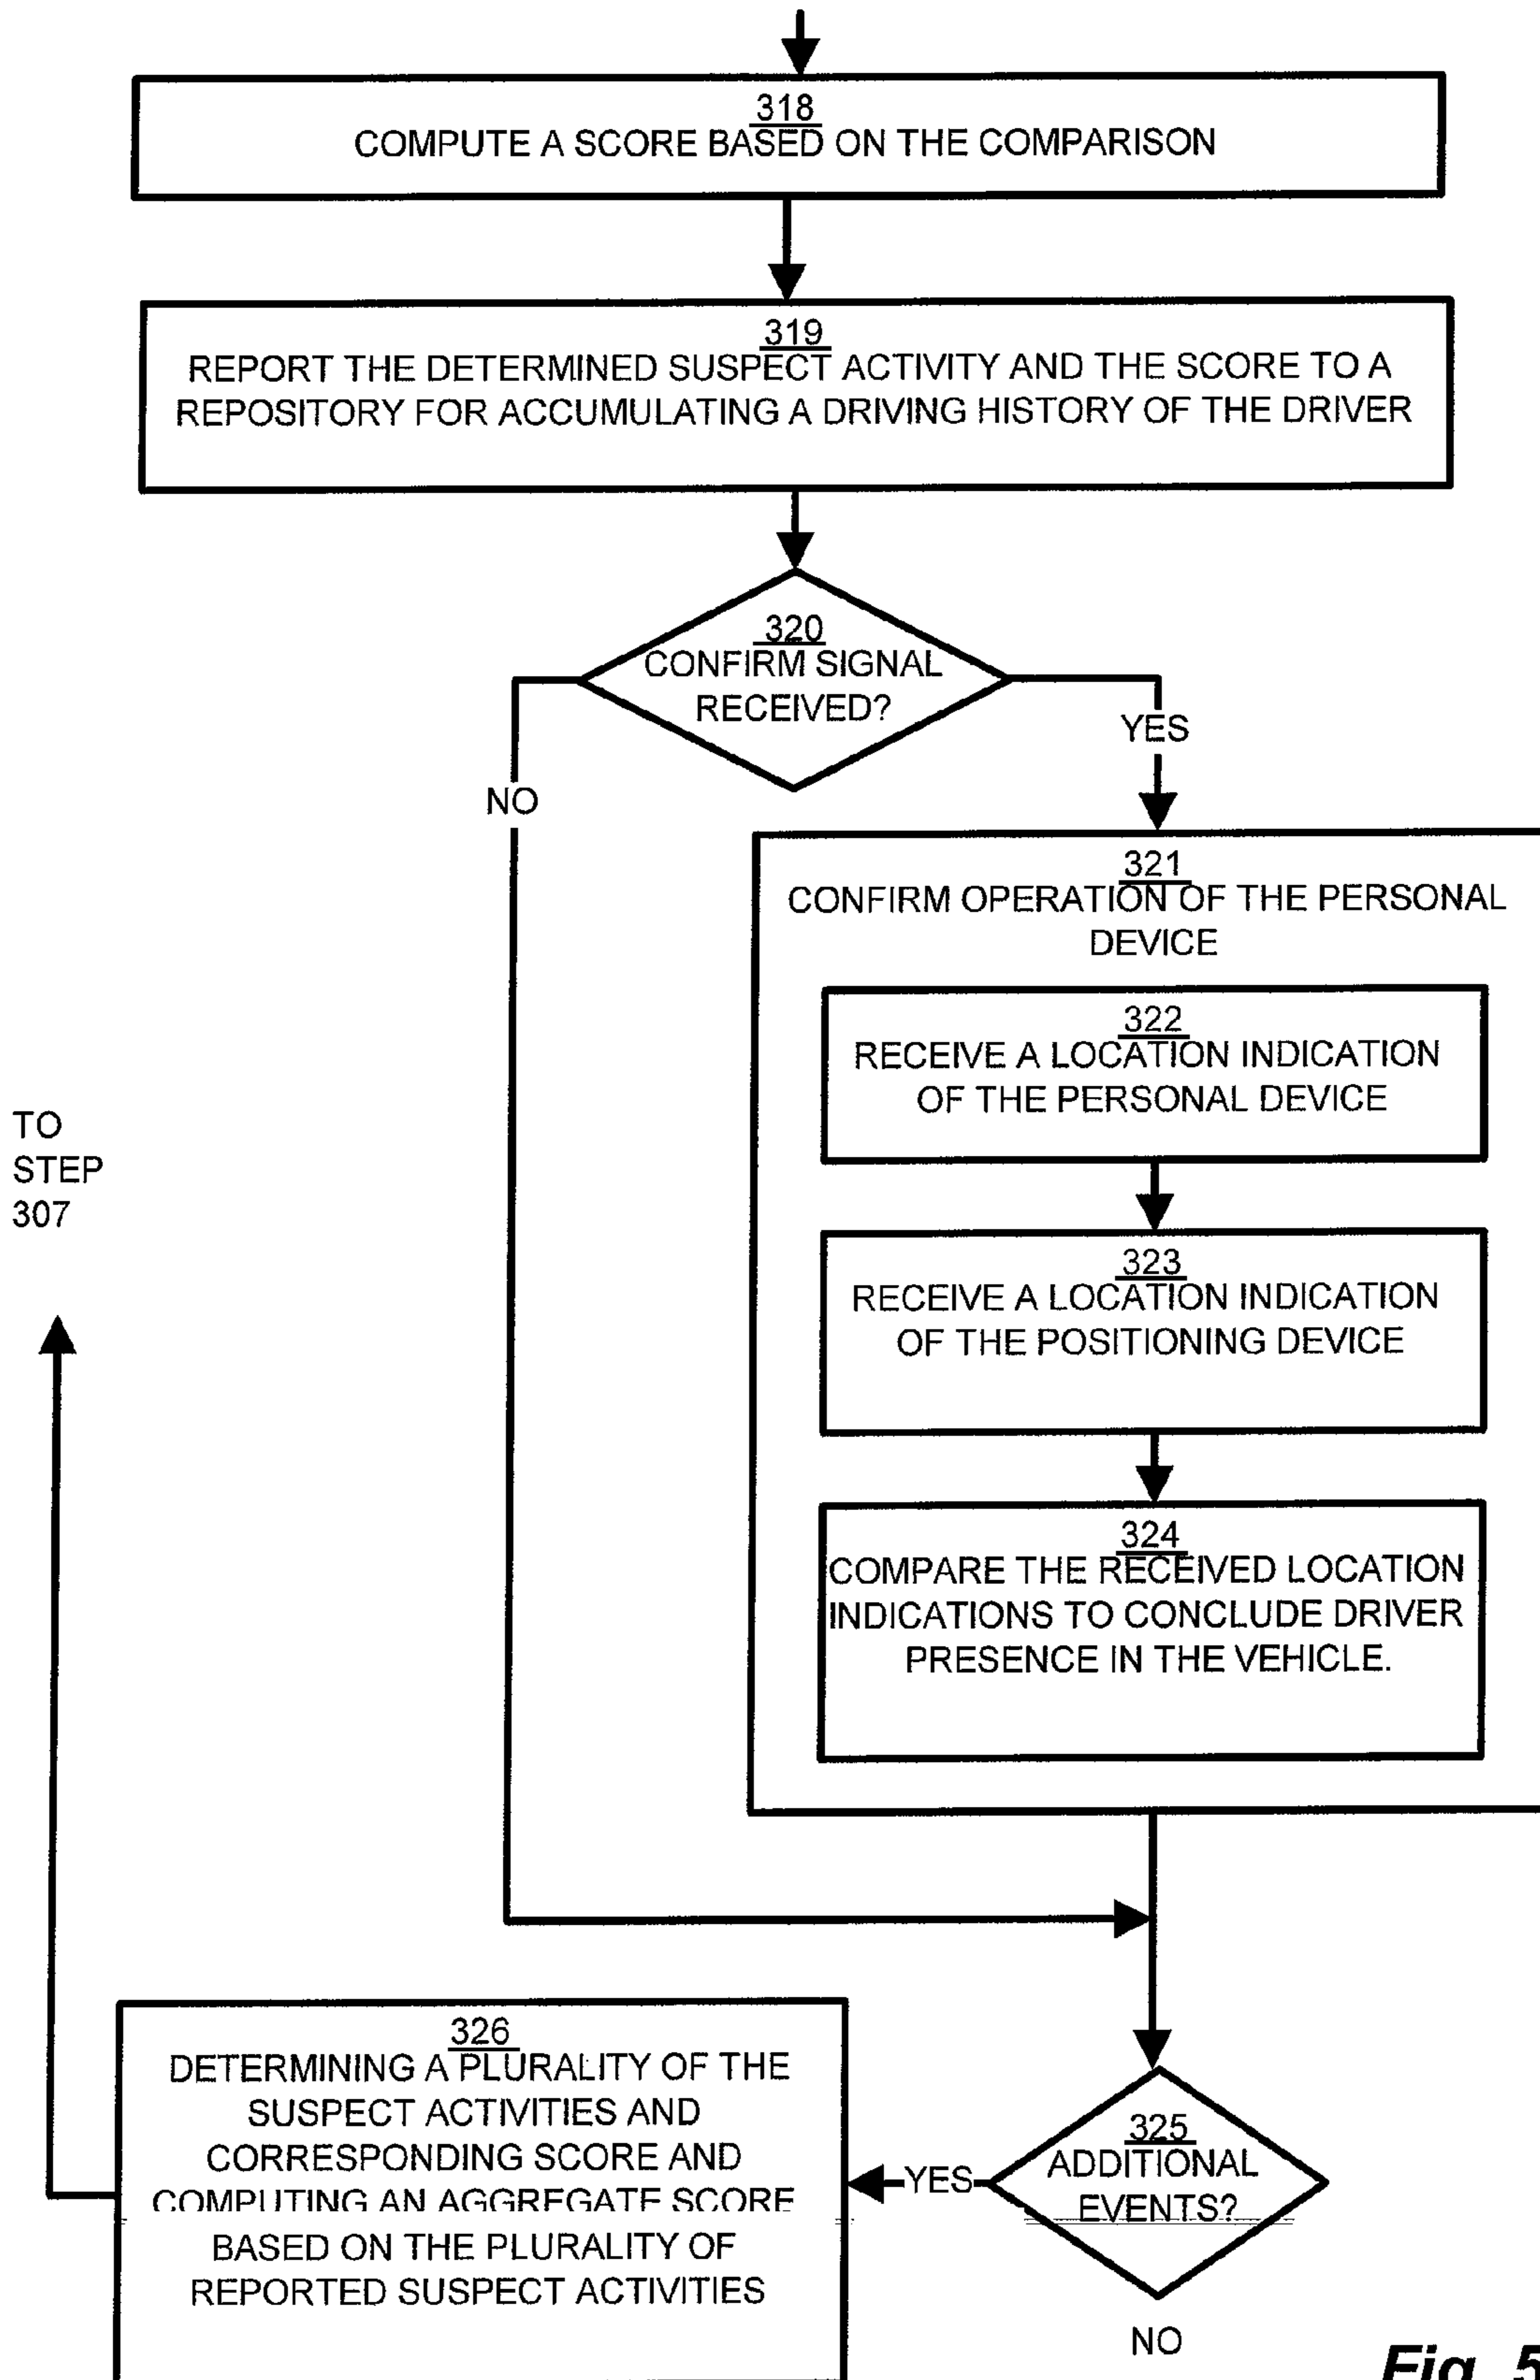 318
COMPUTE A SCORE BASED ON THE COMPARISON
319
REPORT THE DETERMINED SUSPECT ACTIVITY AND THE SCORE TO A
REPOSITORY FOR ACCUMULATING A DRIVING HISTORY OF THE DRIVER
320
CONFIRM SIGNAL
RECEIVED?
YES
NO
321
CONFIRM OPERATION OF THE PERSONAL
DEVICE
322
RECEIVE A LOCATION INDICATION
OF THE PERSONAL DEVICE
TO
STEP
307
323
RECEIVE A LOCATION INDICATION
OF THE POSITIONING DEVICE
324
COMPARE THE RECEIVED LOCATION
INDICATIONS TO CONCLUDE DRIVER
PRESENCE IN THE VEHICLE.
325
ADDITIONAL
EVENTS?
YES
326
DETERMINING A PLURALITY OF THE
SUSPECT ACTIVITIES AND
CORRESPONDING SCORE AND
COMPUTING AN AGGREGATE SCORE
BASED ON THE PLURALITY OF
REPORTED SUSPECT ACTIVITIES
NO
Fig. 5